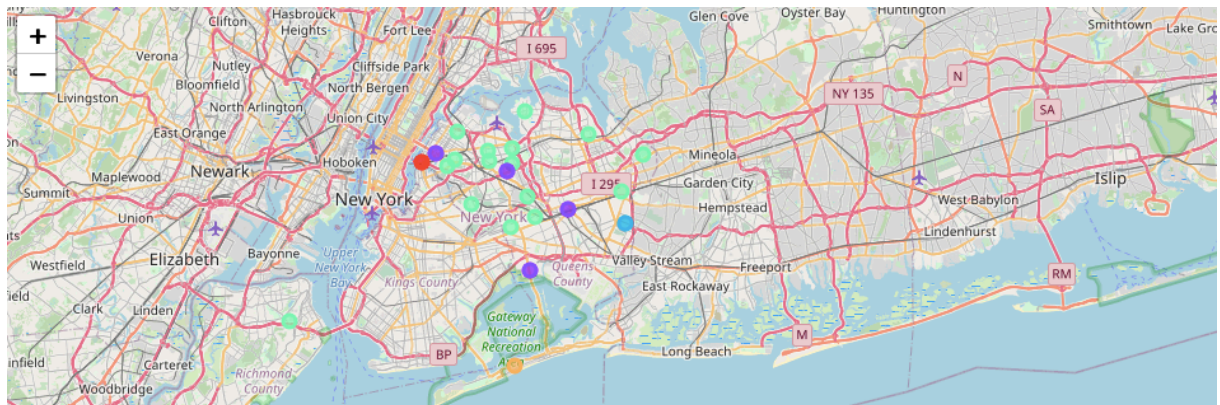 +
−
Clifton
Hasbrouck
Heights
Fort Lee
I 695
Glen Cove
Oyster Bay
Huntington
Smithtown
Lake Gro
Verona
Nutley
Cliffside Park
Bloomfield
North Bergen
N
NY 135
SA
Livingston
North Arlington
Union City
East Orange
Hoboken
Mineola
Maplewood
Newark
I 295
Garden City
Islip
Summit
New York
New York
Hempstead
West Babylon
Union
Lindenhurst
Bayonne
Upper
New York
Bay
Elizabeth
Westfield
Queens
County
Valley Stream
Freeport
Kings County
East Rockaway
RM
Clark
Linden
Gateway
National
Recreation
Area
M
BP
Long Beach
nfield
Carteret
Richmond
County
Woodbridge